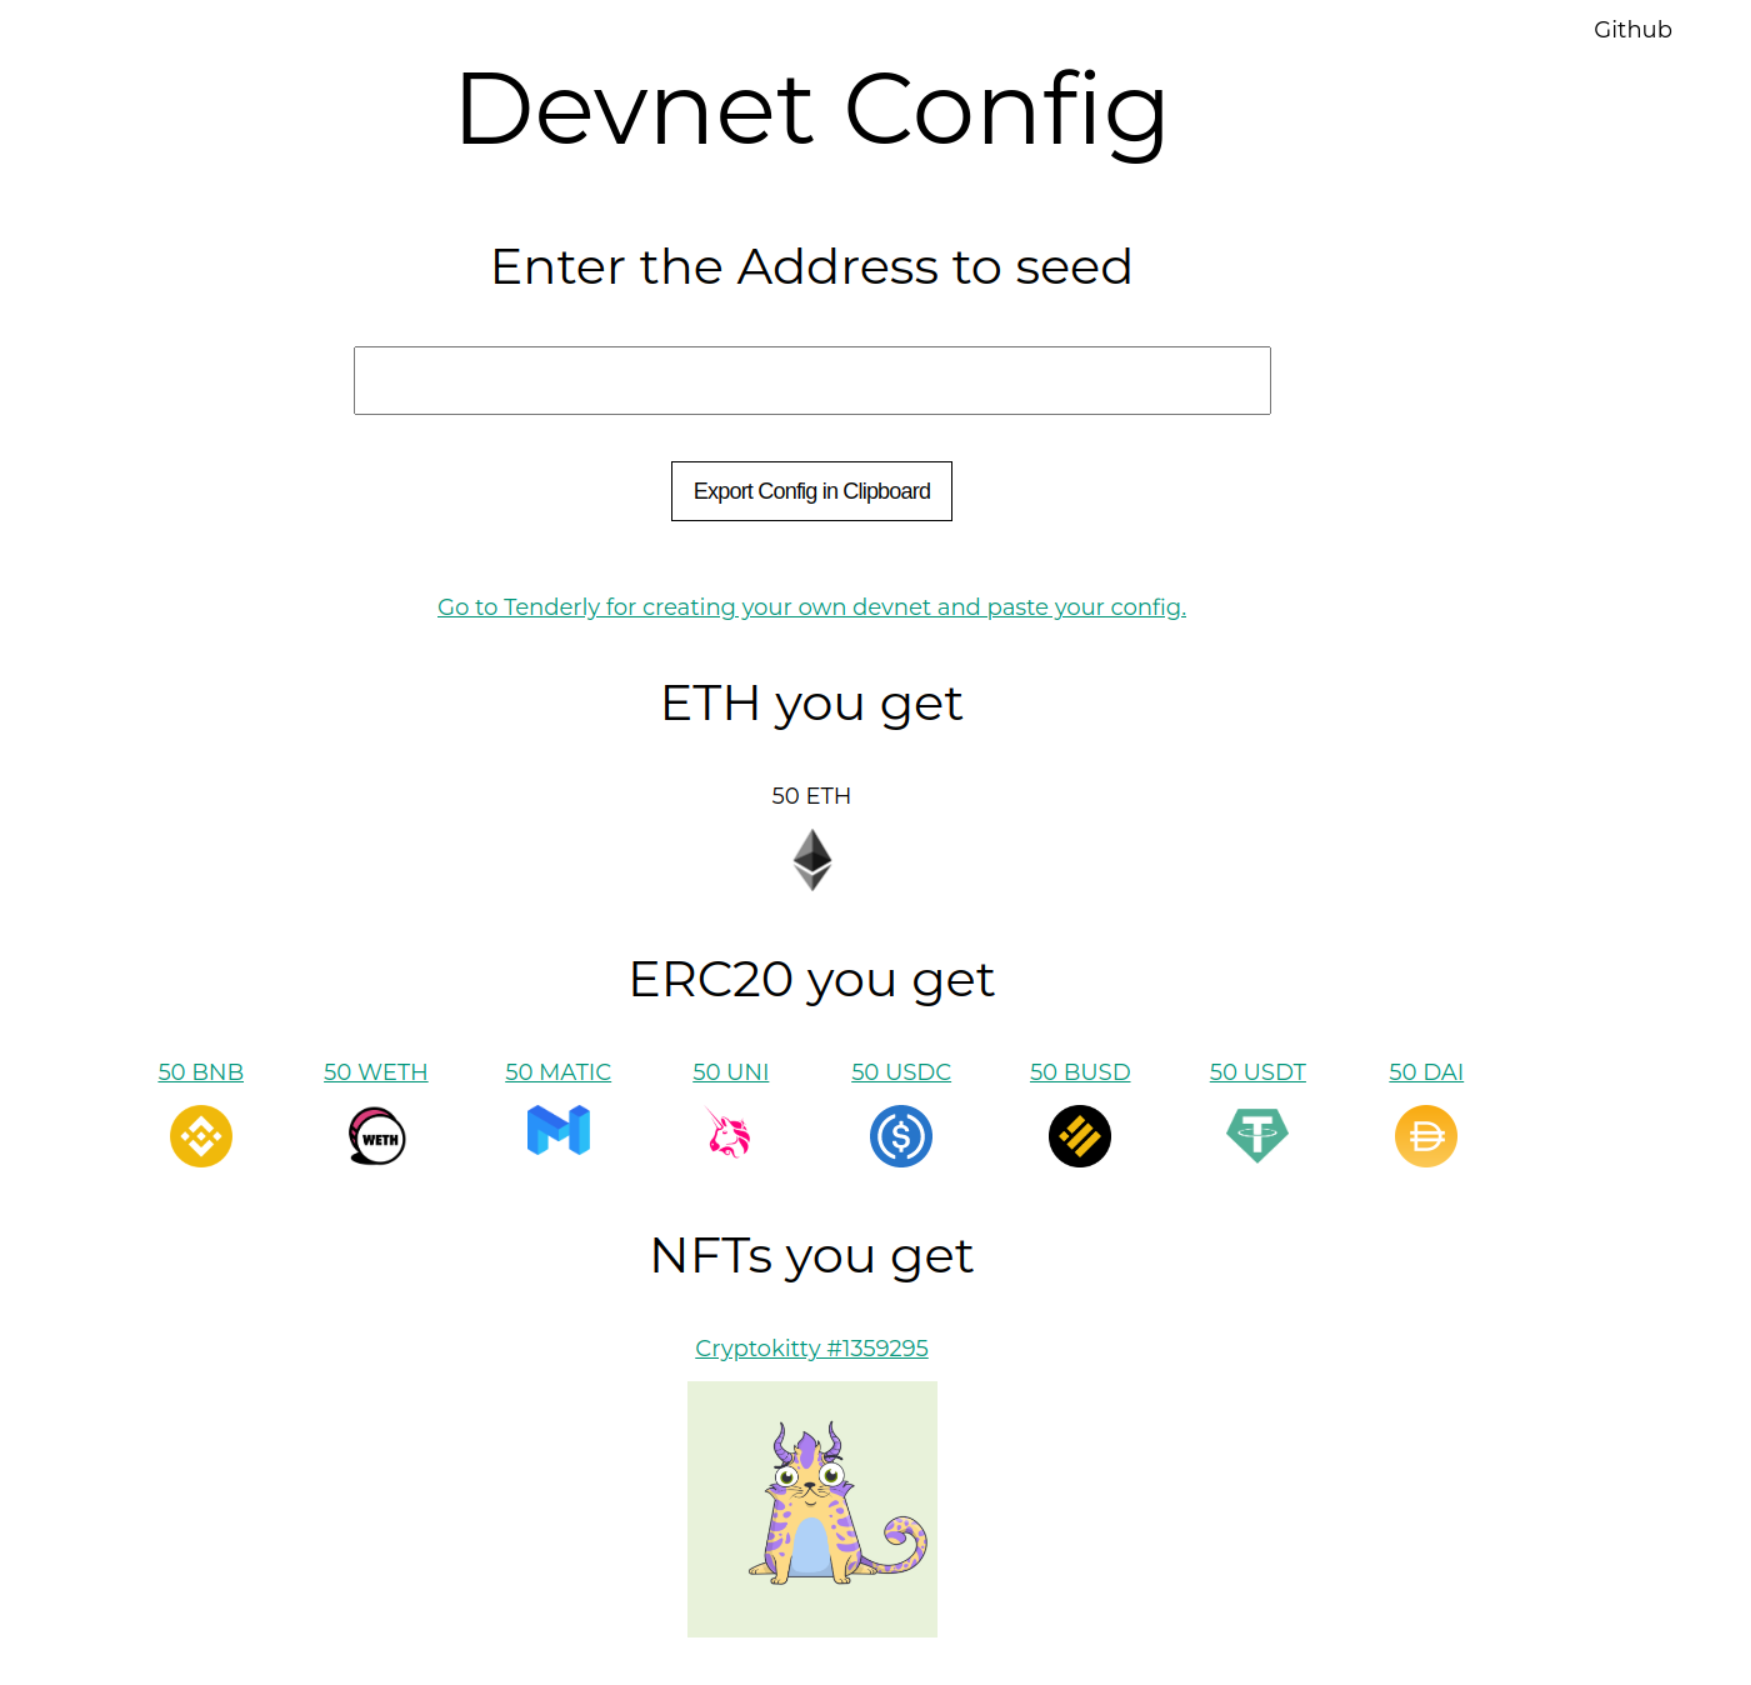 Github
Devnet Config
Enter the Address to seed
Export Config in Clipboard
Go to Tenderly for creating your own devnet and paste your config.
ETH you get
50 ETH
ERC20 you get
50 BNB
50 WETH
50 MATIC
50 UNI
50 USDC
50 BUSD
50 USDT
50 DAI
WETH
NFTs you get
Cryptokitty #1359295